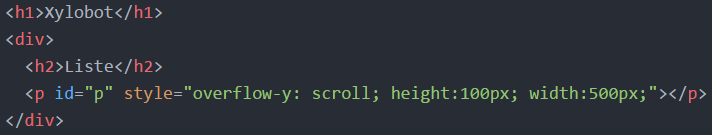 <h1>Xylobot</h1>
<div>
  <h2>Liste</h2>
  <p id="p" style="overflow-y: scroll; height:100px; width:500px;"></p>
</div>